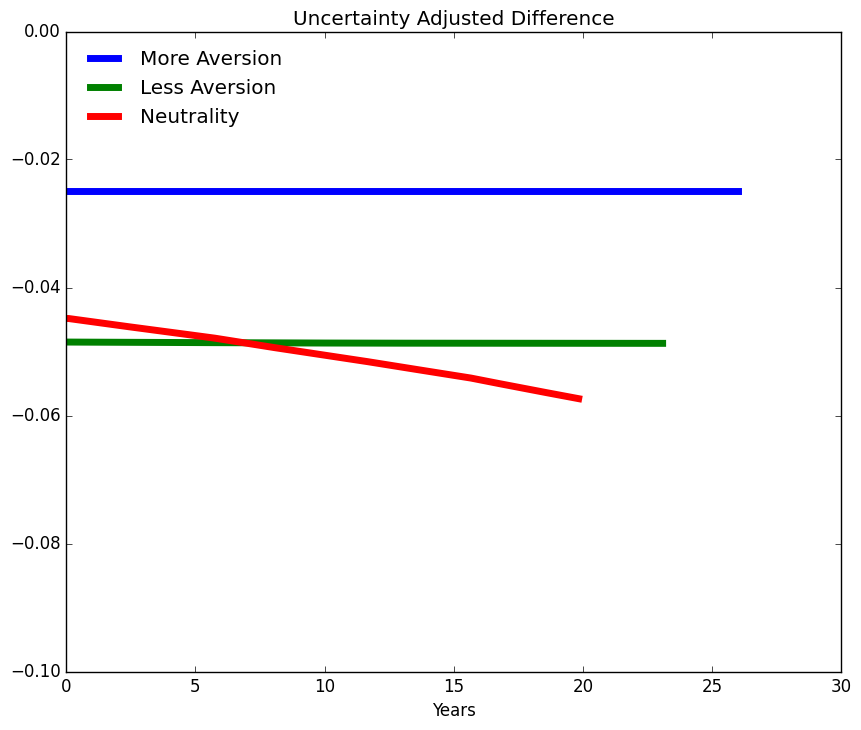 Uncertainty Adjusted Difference
0.00
−0.02
−0.04
−0.06
−0.08
−0.10
More Aversion
Less Aversion
Neutrality
0 5 10 15 20 25 30
Years